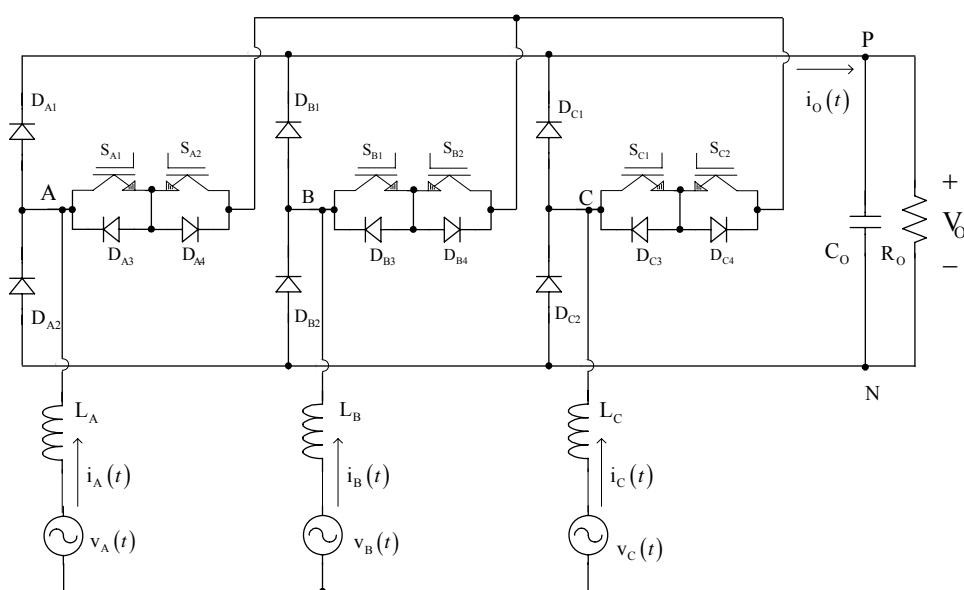 P
D_A1
D_B1
D_C1
i_O(t)
S_A1
S_A2
S_B1
S_B2
S_C1
S_C2
A
B
C
+
V_O
−
D_A3
D_A4
D_B3
D_B4
D_C3
D_C4
C_O
R_O
D_A2
D_B2
D_C2
N
L_A
L_B
L_C
i_A(t)
i_B(t)
i_C(t)
v_A(t)
v_B(t)
v_C(t)